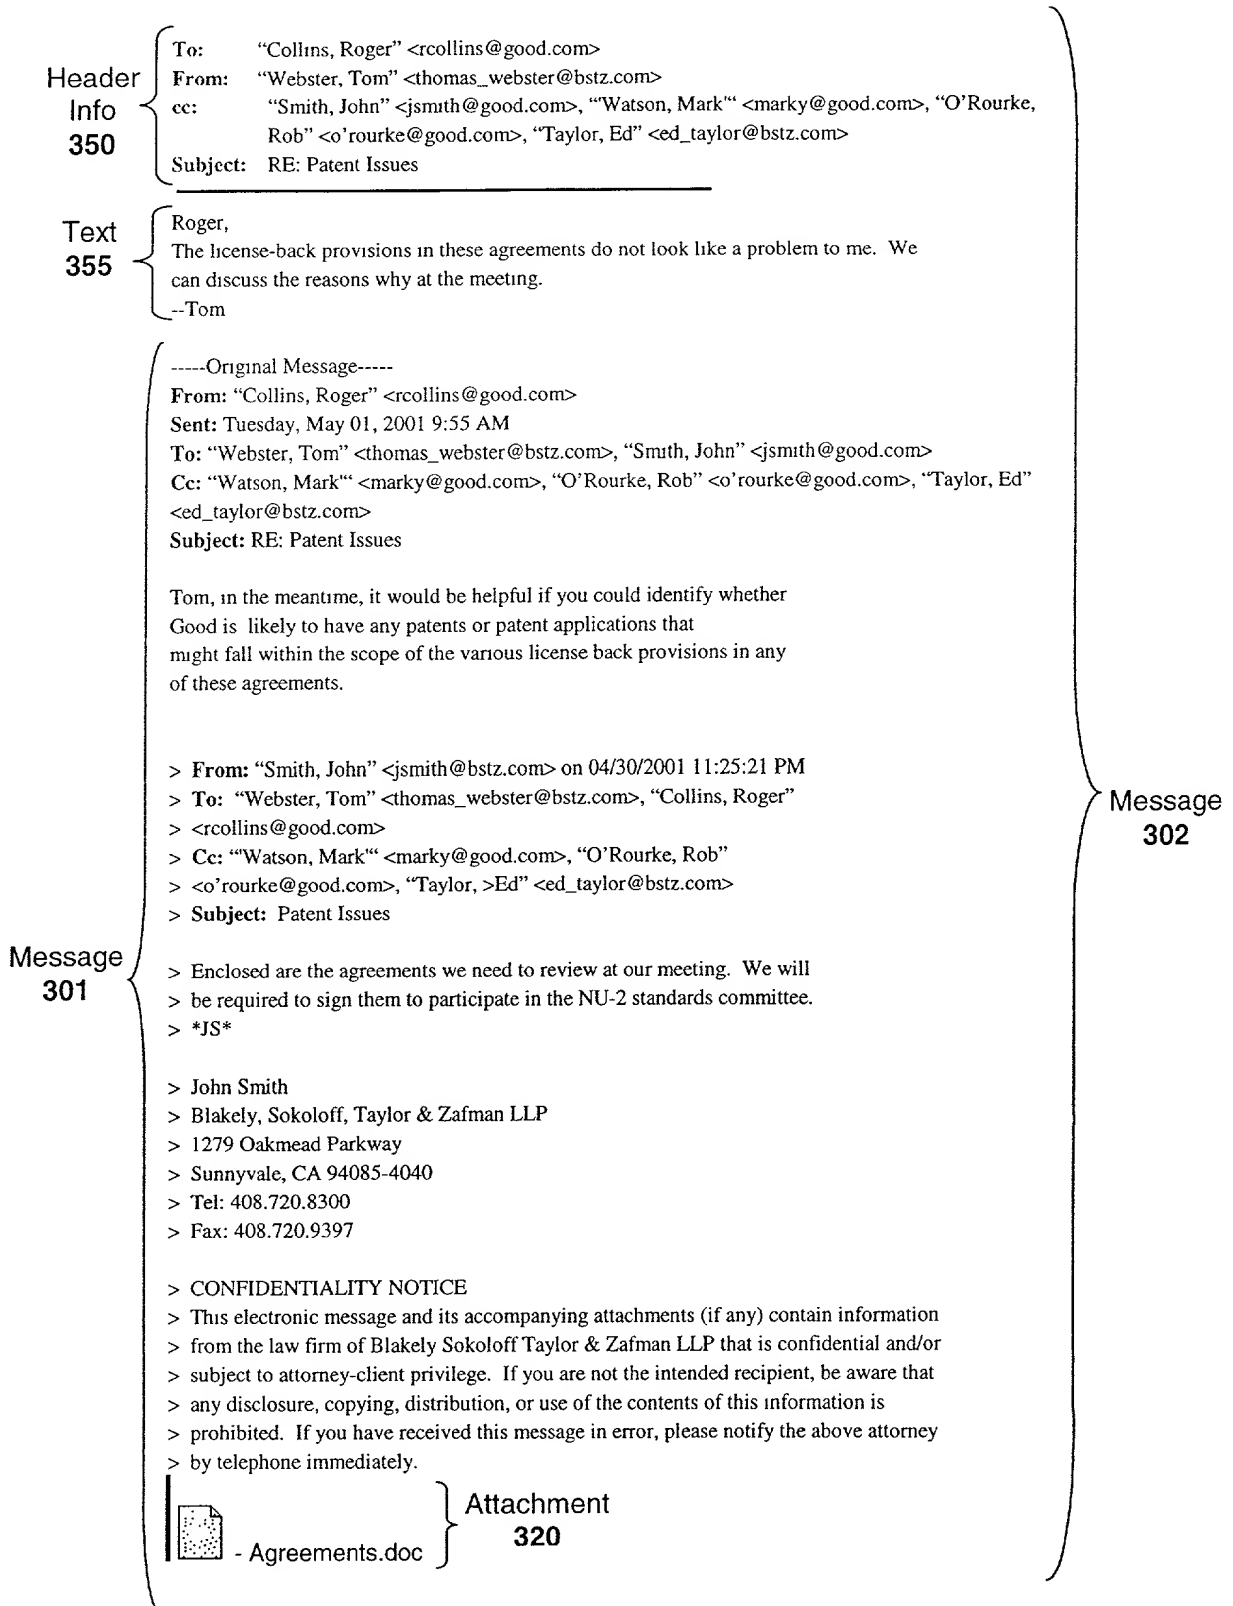 To: “Collins, Roger” <rcollins@good.com>
Header Info 350
From: “Webster, Tom” <thomas_webster@bstz.com>
cc: “Smith, John” <jsmith@good.com>, “'Watson, Mark'“ <marky@good.com>, “O’Rourke,
Rob” <o’rourke@good.com>, “Taylor, Ed” <ed_taylor@bstz.com>
Subject: RE: Patent Issues
Text
355
Roger,
The license-back provisions in these agreements do not look like a problem to me. We
can discuss the reasons why at the meeting.
--Tom
-----Original Message-----
From: “Collins, Roger” <rcollins@good.com>
Sent: Tuesday, May 01, 2001 9:55 AM
To: “Webster, Tom” <thomas_webster@bstz.com>, “Smith, John” <jsmith@good.com>
Cc: “Watson, Mark'“ <marky@good.com>, “O’Rourke, Rob” <o’rourke@good.com>, “Taylor, Ed”
<ed_taylor@bstz.com>
Subject: RE: Patent Issues
Tom, in the meantime, it would be helpful if you could identify whether
Good is likely to have any patents or patent applications that
might fall within the scope of the various license back provisions in any
of these agreements.
> From: “Smith, John” <jsmith@bstz.com> on 04/30/2001 11:25:21 PM
> To: “Webster, Tom” <thomas_webster@bstz.com>, “Collins, Roger”
> <rcollins@good.com>
> Cc: “'Watson, Mark'“ <marky@good.com>, “O’Rourke, Rob”
> <o’rourke@good.com>, “Taylor, >Ed” <ed_taylor@bstz.com>
> Subject: Patent Issues
Message
302
Message
301
> Enclosed are the agreements we need to review at our meeting. We will
> be required to sign them to participate in the NU-2 standards committee.
> *JS*
> John Smith
> Blakely, Sokoloff, Taylor & Zafman LLP
> 1279 Oakmead Parkway
> Sunnyvale, CA 94085-4040
> Tel: 408.720.8300
> Fax: 408.720.9397
> CONFIDENTIALITY NOTICE
> This electronic message and its accompanying attachments (if any) contain information
> from the law firm of Blakely Sokoloff Taylor & Zafman LLP that is confidential and/or
> subject to attorney-client privilege. If you are not the intended recipient, be aware that
> any disclosure, copying, distribution, or use of the contents of this information is
> prohibited. If you have received this message in error, please notify the above attorney
> by telephone immediately.
- Agreements.doc
Attachment
320